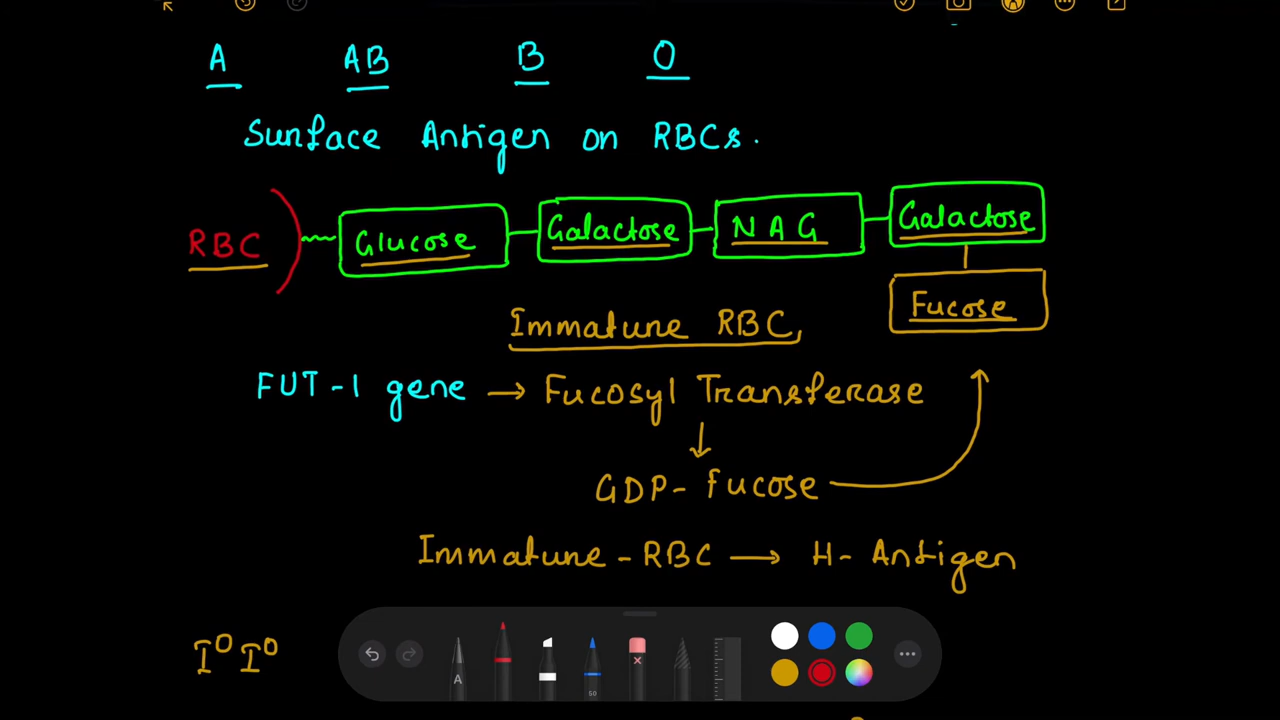 A AB B O
Surface Antigen on RBCs.
RBC Glucose Galactose NAG Galactose
Fucose
Immature RBC,
FUT-1 gene → Fucosyl Transferase
GDP-Fucose
Immature-RBC → H-Antigen
I⁰I⁰
A
50